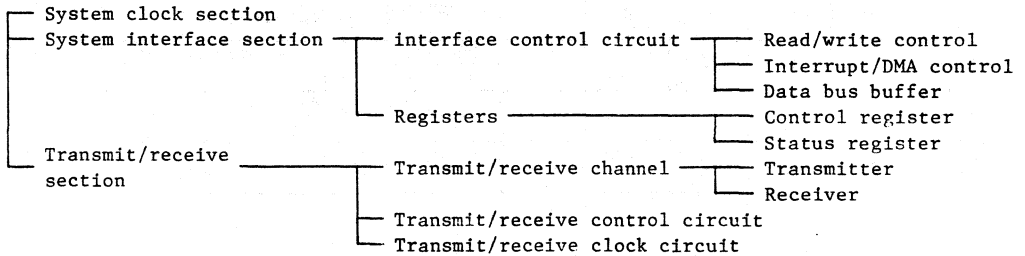 System clock section
System interface section interface control circuit Read/write control
Interrupt/DMA control
Data bus buffer
Registers Control register
Status register
Transmit/receive section Transmit/receive channel Transmitter
Receiver
Transmit/receive control circuit
Transmit/receive clock circuit